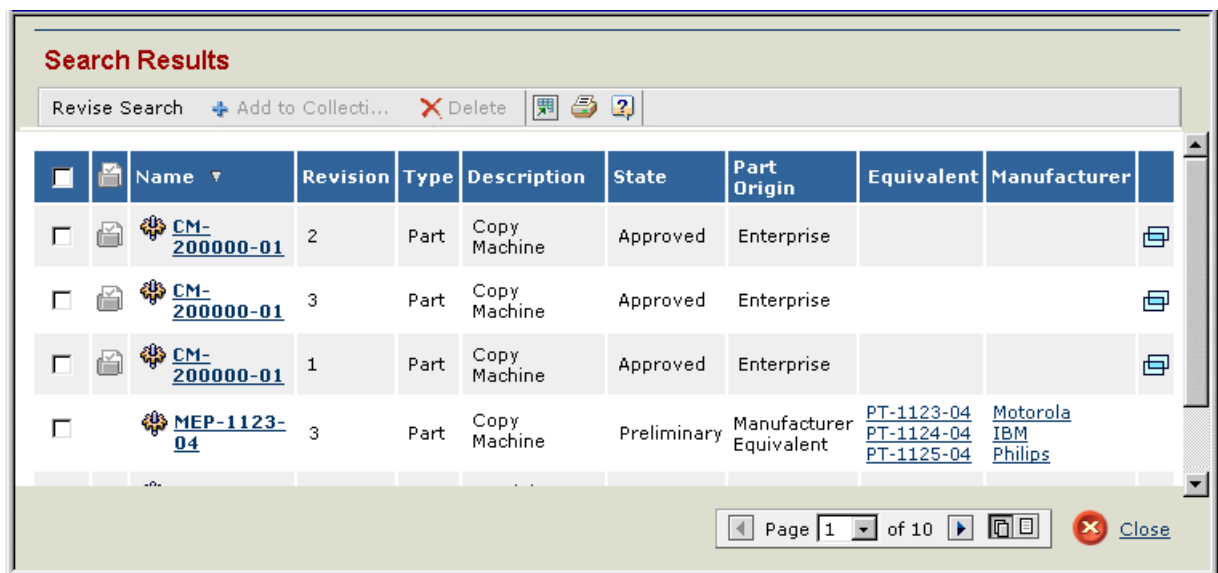 Search Results
Revise Search Add to Collecti... Delete
Name Revision Type Description State Part Origin Equivalent Manufacturer
CM-
200000-01 2 Part Copy
Machine Approved Enterprise
CM-
200000-01 3 Part Copy
Machine Approved Enterprise
CM-
200000-01 1 Part Copy
Machine Approved Enterprise
MEP-1123-
04 3 Part Copy
Machine Preliminary Manufacturer
Equivalent PT-1123-04
PT-1124-04
PT-1125-04 Motorola
IBM
Philips
Page 1 of 10 Close